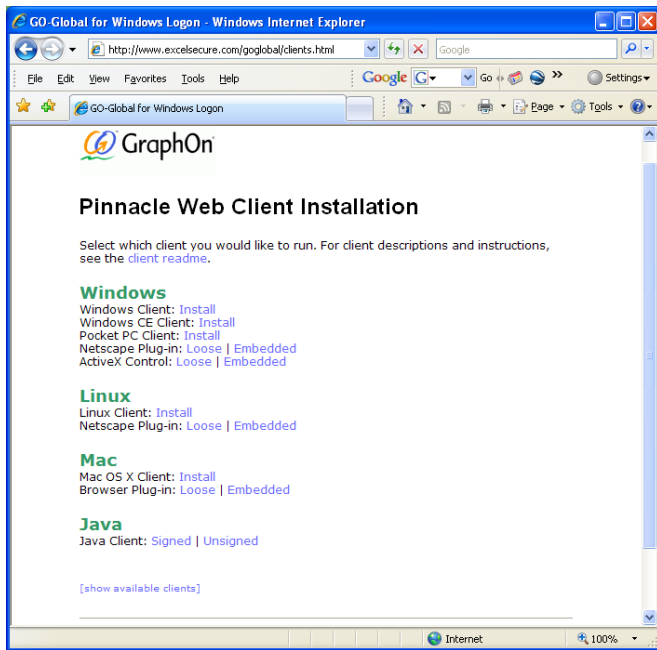 GO-Global for Windows Logon - Windows Internet Explorer
http://www.excelsecure.com/goglobal/clients.html
Google
File Edit View Favorites Tools Help
Google G Go » Settings
GO-Global for Windows Logon
Page Tools
GraphOn
Pinnacle Web Client Installation
Select which client you would like to run. For client descriptions and instructions,
see the client readme.
Windows
Windows Client: Install
Windows CE Client: Install
Pocket PC Client: Install
Netscape Plug-in: Loose | Embedded
ActiveX Control: Loose | Embedded
Linux
Linux Client: Install
Netscape Plug-in: Loose | Embedded
Mac
Mac OS X Client: Install
Browser Plug-in: Loose | Embedded
Java
Java Client: Signed | Unsigned
[show available clients]
Internet 100%